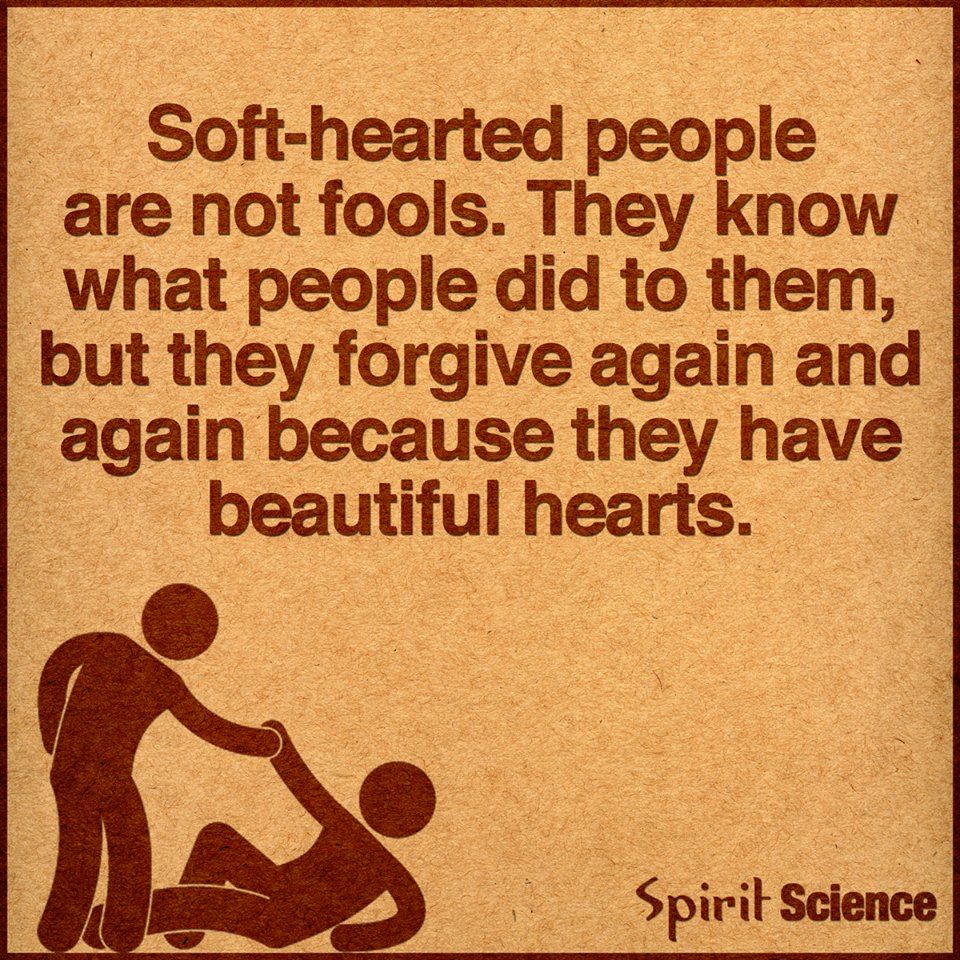 Soft-hearted people
are not fools. They know
what people did to them,
but they forgive again and
again because they have
beautiful hearts.
Spirit Science